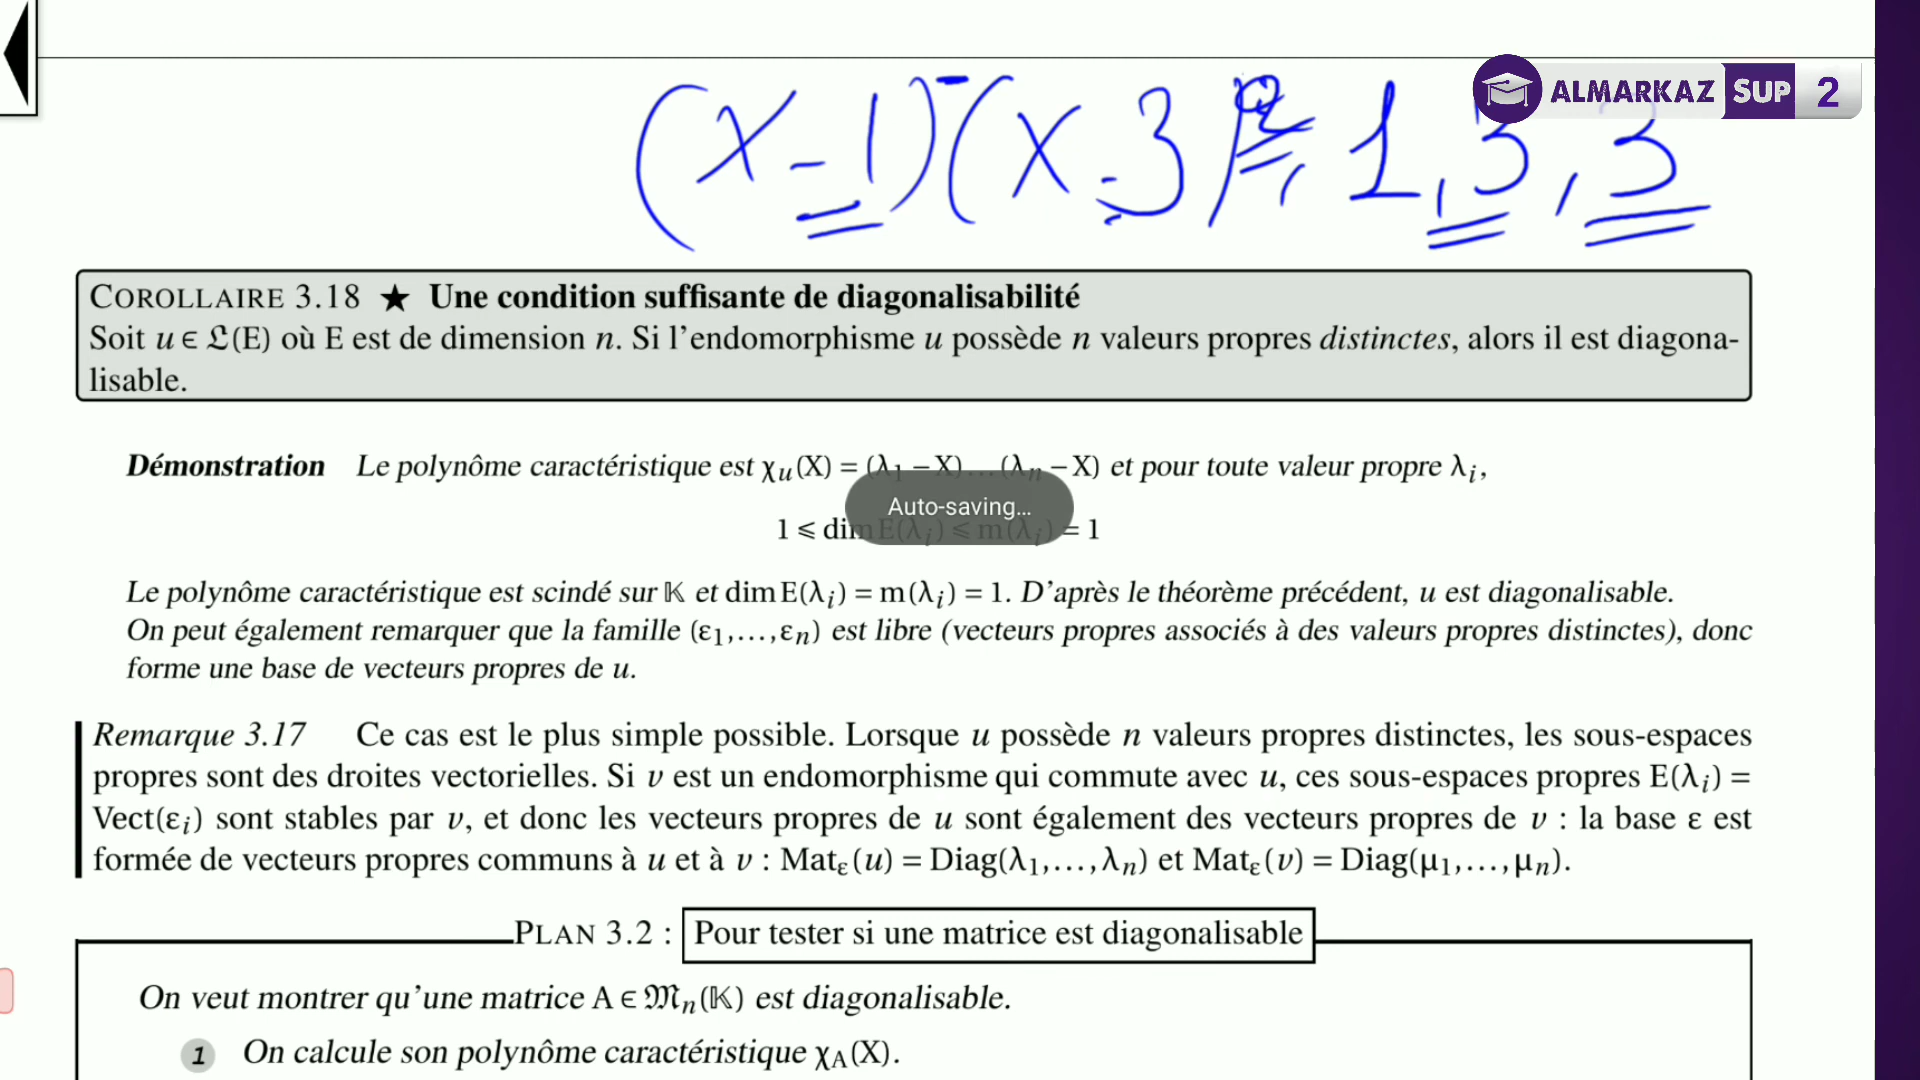 ALMARKAZ SUP 2
(X - 1)(X - 3)², 1, 3, 3
COROLLAIRE 3.18 ★ Une condition suffisante de diagonalisabilité
Soit u ∈ 𝔏(E) où E est de dimension n. Si l'endomorphisme u possède n valeurs propres distinctes, alors il est diagona-
lisable.
Démonstration Le polynôme caractéristique est χu(X) = (λ1 − X)…(λn − X) et pour toute valeur propre λi,
Auto-saving...
1 ⩽ dim E(λi) ⩽ m(λi) = 1
Le polynôme caractéristique est scindé sur 𝕂 et dim E(λi) = m(λi) = 1. D'après le théorème précédent, u est diagonalisable.
On peut également remarquer que la famille (ε1,…,εn) est libre (vecteurs propres associés à des valeurs propres distinctes), donc
forme une base de vecteurs propres de u.
Remarque 3.17 Ce cas est le plus simple possible. Lorsque u possède n valeurs propres distinctes, les sous-espaces
propres sont des droites vectorielles. Si v est un endomorphisme qui commute avec u, ces sous-espaces propres E(λi) =
Vect(εi) sont stables par v, et donc les vecteurs propres de u sont également des vecteurs propres de v : la base ε est
formée de vecteurs propres communs à u et à v : Matε(u) = Diag(λ1,…,λn) et Matε(v) = Diag(μ1,…,μn).
PLAN 3.2 : Pour tester si une matrice est diagonalisable
On veut montrer qu'une matrice A ∈ 𝔐n(𝕂) est diagonalisable.
1 On calcule son polynôme caractéristique χA(X).